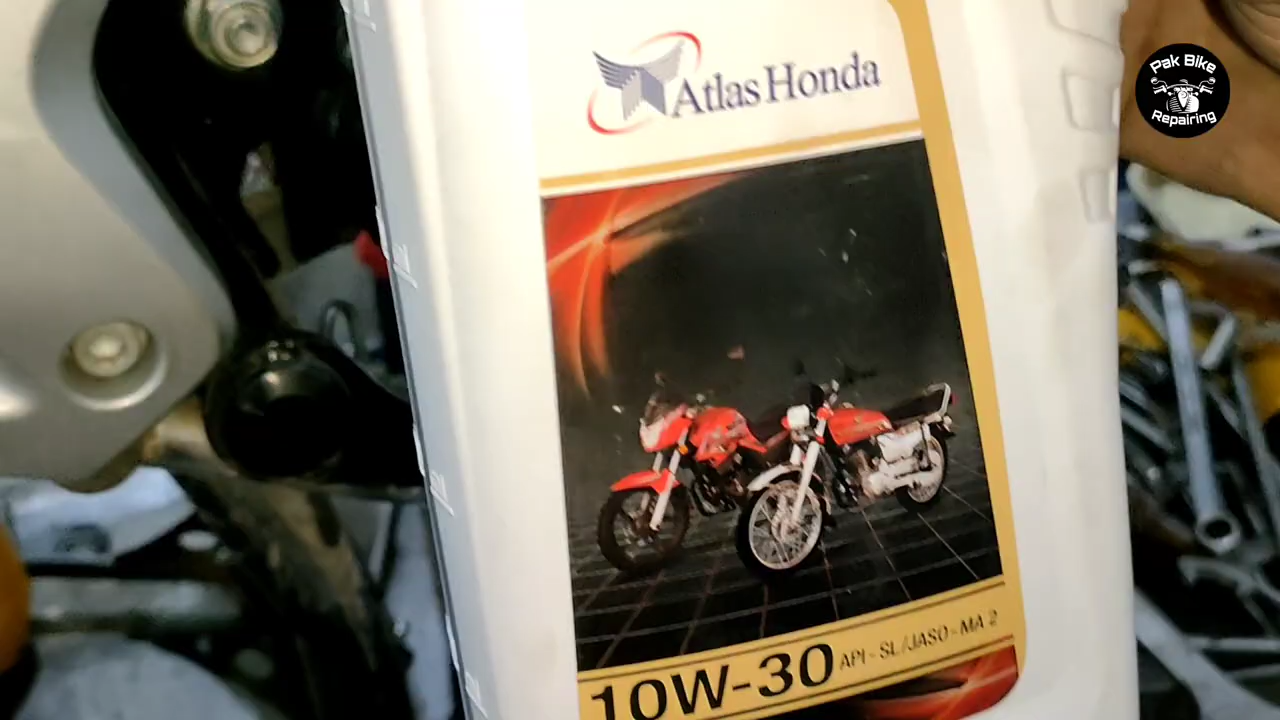 Atlas Honda
Pak Bike
Repairing
10W-30 API - SL/JASO - MA 2